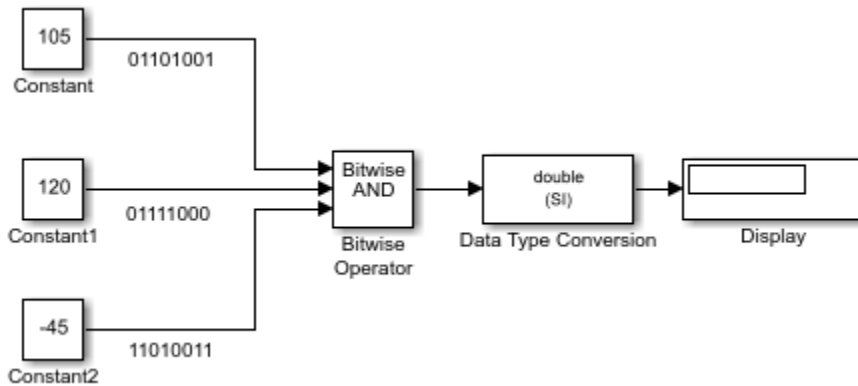 105
01101001
Constant
120
01111000
Constant1
-45
11010011
Constant2
Bitwise
AND
Bitwise
Operator
double
(SI)
Data Type Conversion
Display